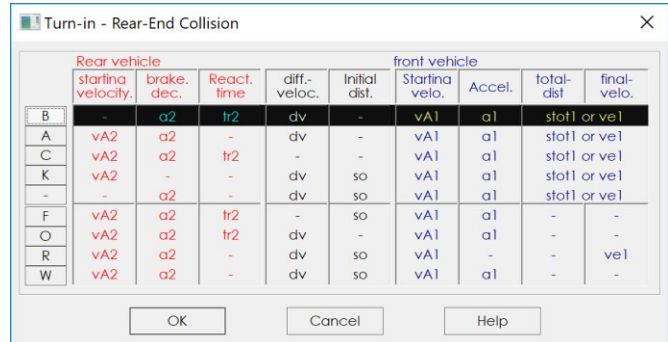 Turn-in - Rear-End Collision
Rear vehicle front vehicle
starting velocity. brake. dec. React. time diff.- veloc. Initial dist. Starting velo. Accel. total- dist final- velo.
B - a2 tr2 dv - vA1 a1 stot1 or ve1
A vA2 a2 - dv - vA1 a1 stot1 or ve1
C vA2 a2 tr2 - - vA1 a1 stot1 or ve1
K vA2 - - dv so vA1 a1 stot1 or ve1
- - a2 - dv so vA1 a1 stot1 or ve1
F vA2 a2 tr2 - so vA1 a1 - -
O vA2 a2 tr2 dv - vA1 a1 - -
R vA2 a2 - dv so vA1 - - ve1
W vA2 a2 - dv so vA1 a1 - -
OK Cancel Help